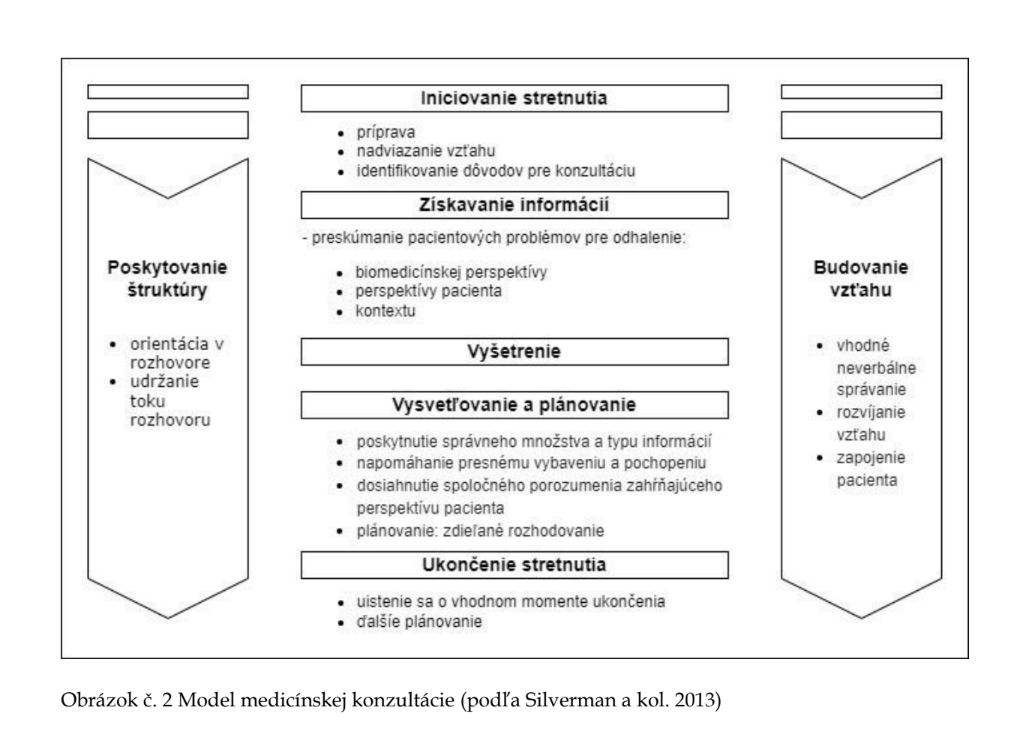 Iniciovanie stretnutia
• príprava
• nadviazanie vzťahu
• identifikovanie dôvodov pre konzultáciu
Získavanie informácií
- preskúmanie pacientových problémov pre odhalenie:
• biomedicínskej perspektívy
• perspektívy pacienta
• kontextu
Vyšetrenie
Vysvetľovanie a plánovanie
• poskytnutie správneho množstva a typu informácií
• napomáhanie presnému vybaveniu a pochopeniu
• dosiahnutie spoločného porozumenia zahŕňajúceho
perspektívu pacienta
• plánovanie: zdieľané rozhodovanie
Ukončenie stretnutia
• uistenie sa o vhodnom momente ukončenia
• ďalšíe plánovanie
Poskytovanie
štruktúry
• orientácia v
rozhovore
• udržanie
toku
rozhovoru
Budovanie
vzťahu
• vhodné
neverbálne
správanie
• rozvíjanie
vzťahu
• zapojenie
pacienta
Obrázok č. 2 Model medicínskej konzultácie (podľa Silverman a kol. 2013)